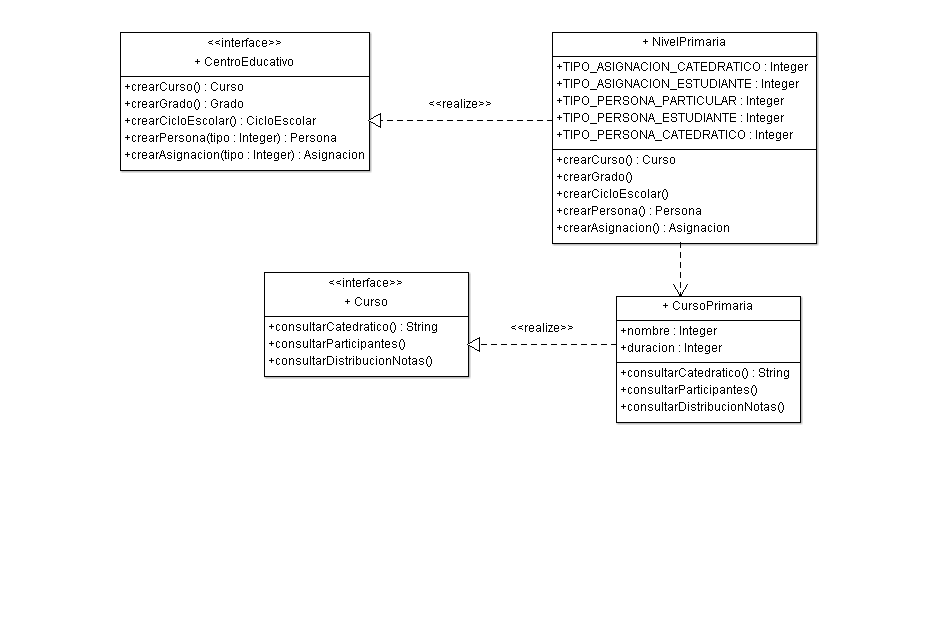 <<interface>>
+ CentroEducativo
+crearCurso() : Curso
+crearGrado() : Grado
+crearCicloEscolar() : CicloEscolar
+crearPersona(tipo : Integer) : Persona
+crearAsignacion(tipo : Integer) : Asignacion
<<realize>>
+ NivelPrimaria
+TIPO_ASIGNACION_CATEDRATICO : Integer
+TIPO_ASIGNACION_ESTUDIANTE : Integer
+TIPO_PERSONA_PARTICULAR : Integer
+TIPO_PERSONA_ESTUDIANTE : Integer
+TIPO_PERSONA_CATEDRATICO : Integer
+crearCurso() : Curso
+crearGrado()
+crearCicloEscolar()
+crearPersona() : Persona
+crearAsignacion() : Asignacion
<<interface>>
+ Curso
+consultarCatedratico() : String
+consultarParticipantes()
+consultarDistribucionNotas()
<<realize>>
+ CursoPrimaria
+nombre : Integer
+duracion : Integer
+consultarCatedratico() : String
+consultarParticipantes()
+consultarDistribucionNotas()